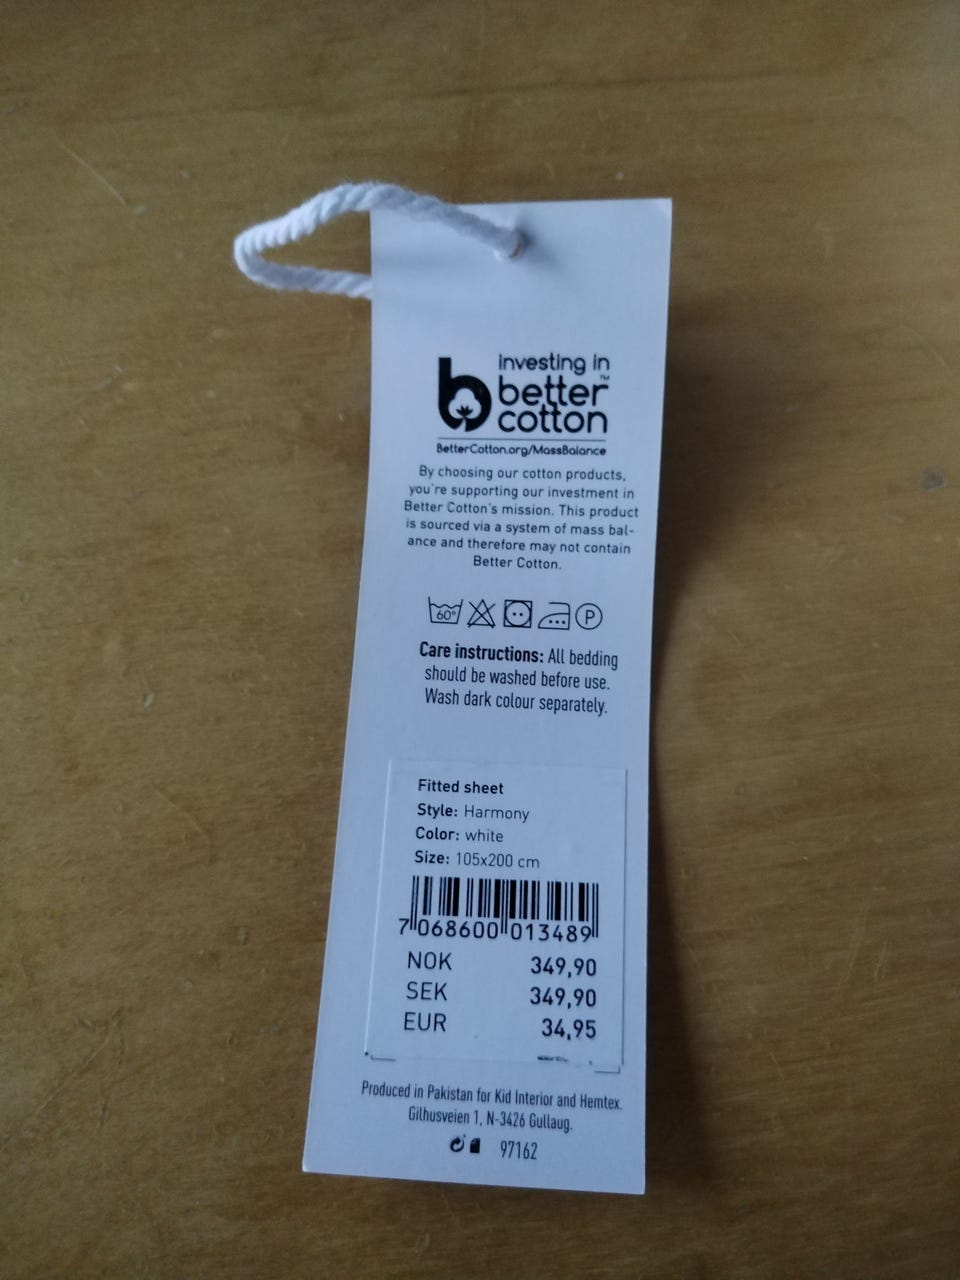 investing in
better™
cotton
BetterCotton.org/MassBalance
By choosing our cotton products,
you're supporting our investment in
Better Cotton's mission. This product
is sourced via a system of mass bal-
ance and therefore may not contain
Better Cotton.
60° P
Care instructions: All bedding
should be washed before use.
Wash dark colour separately.
Fitted sheet
Style: Harmony
Color: white
Size: 105x200 cm
7 068600 013489
NOK 349,90
SEK 349,90
EUR 34,95
Produced in Pakistan for Kid Interior and Hemtex.
Gilhusveien 1, N-3426 Gullaug.
97162